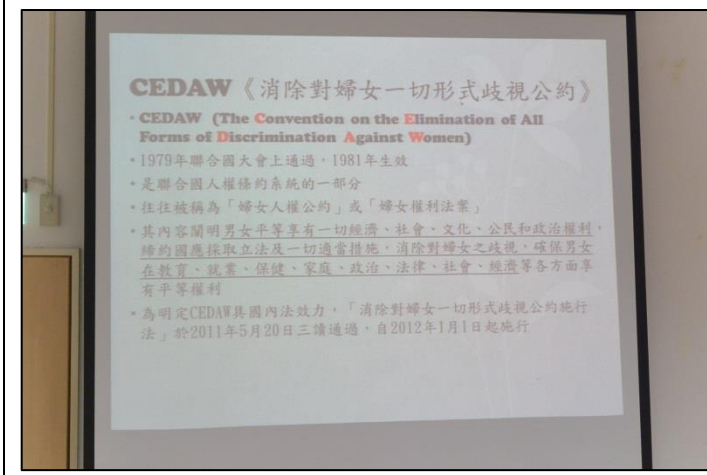 CEDAW《消除對婦女一切形式歧視公約》
• CEDAW (The Convention on the Elimination of All
Forms of Discrimination Against Women)
• 1979年聯合國大會上通過，1981年生效
• 是聯合國人權條約系統的一部分
• 往往被稱為「婦女人權公約」或「婦女權利法案」
• 其內容闡明男女平等享有一切經濟、社會、文化、公民和政治權利，
締約國應採取立法及一切適當措施，消除對婦女之歧視，確保男女
在教育、就業、保健、家庭、政治、法律、社會、經濟等各方面享
有平等權利
• 為明定CEDAW具國內法效力，「消除對婦女一切形式歧視公約施行
法」於2011年5月20日三讀通過，自2012年1月1日起施行